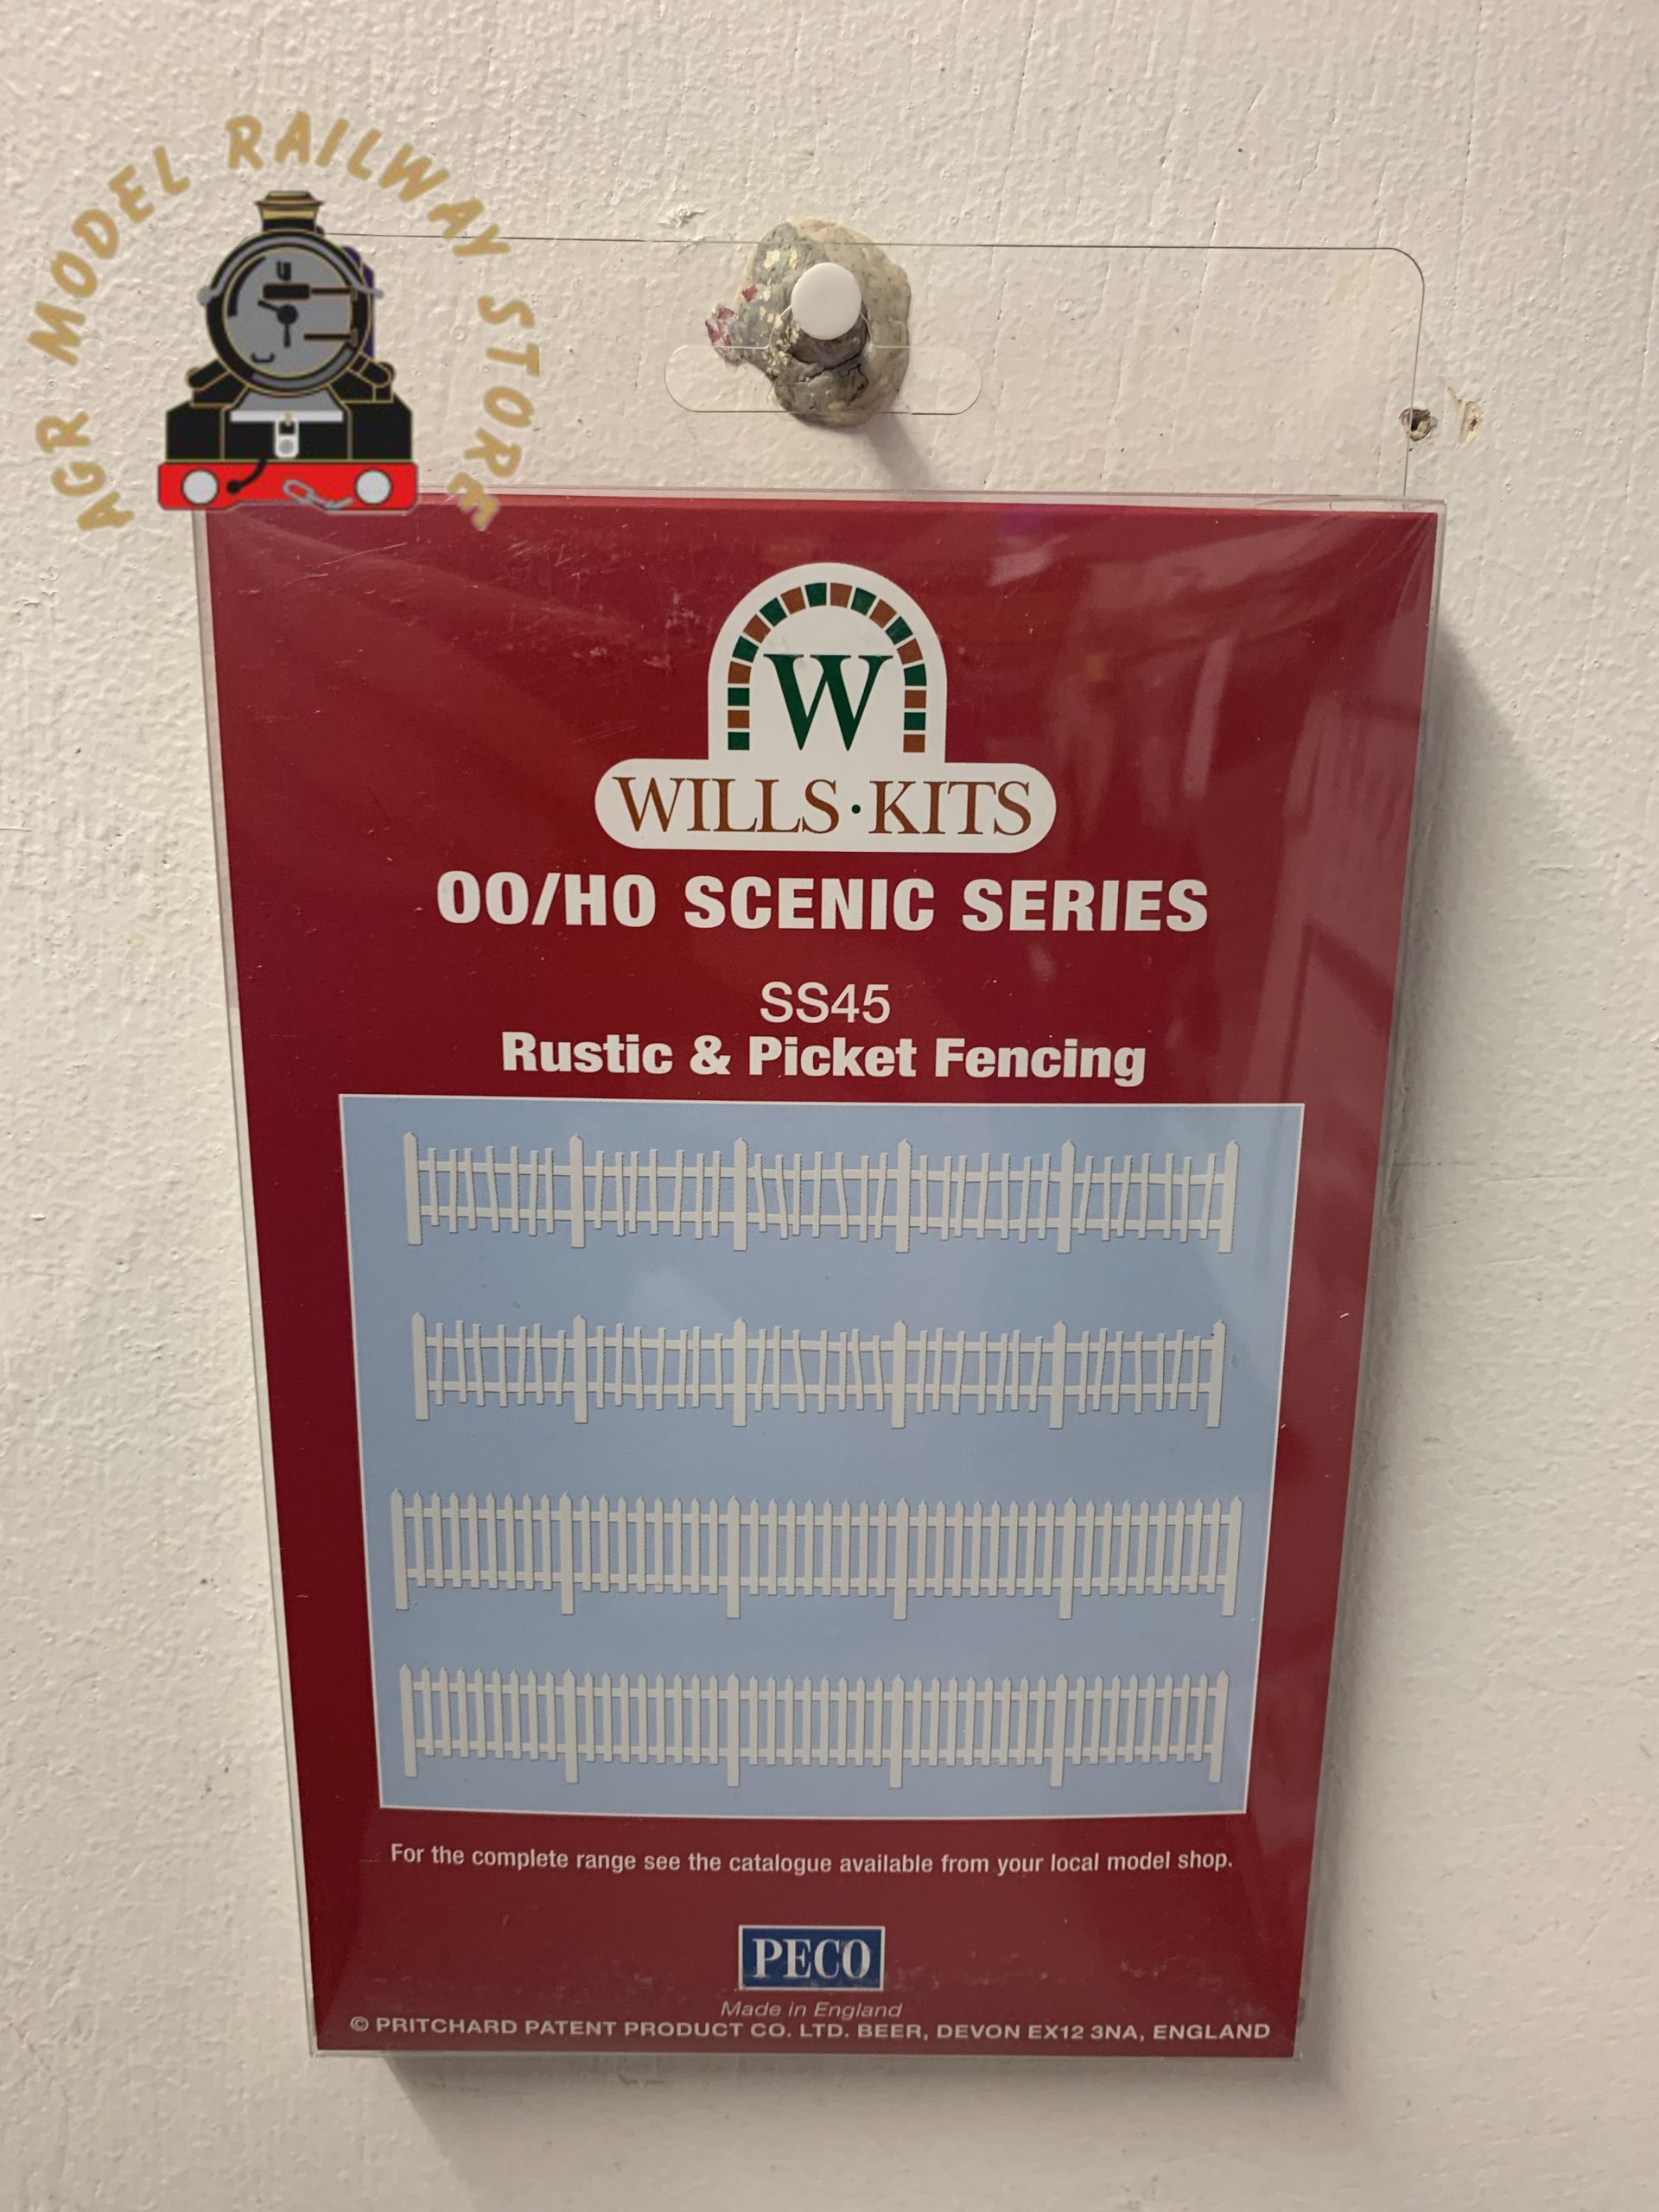 AGR MODEL RAILWAY STORE
W
WILLS·KITS
OO/HO SCENIC SERIES
SS45
Rustic & Picket Fencing
For the complete range see the catalogue available from your local model shop.
PECO
Made in England
© PRITCHARD PATENT PRODUCT CO. LTD. BEER, DEVON EX12 3NA, ENGLAND